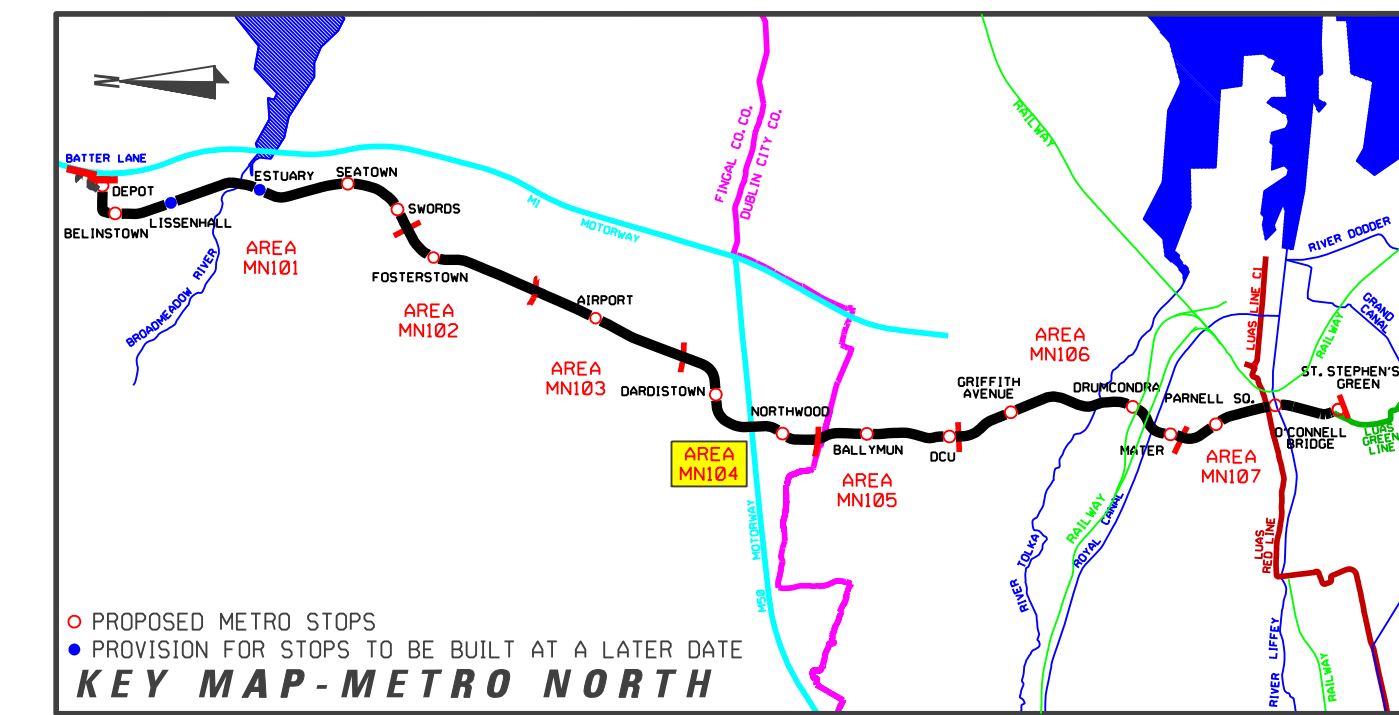 N
BATTER LANE
DEPOT
BELINSTOWN
LISSENHALL
ESTUARY
SEATOWN
SWORDS
FOSTERSTOWN
BROADMEADOW RIVER
AREA
MN101
AREA
MN102
AIRPORT
AREA
MN103
M1
MOTORWAY
FINGAL CO.CO.
DUBLIN CITY CO.
DARDISTOWN
NORTHWOOD
AREA
MN104
MOTORWAY
M50
BALLYMUN
DCU
AREA
MN105
GRIFFITH
AVENUE
AREA
MN106
DRUMCONDRA
MATER
PARNELL SQ.
AREA
MN107
O'CONNELL
BRIDGE
ST. STEPHEN'S
GREEN
LUAS
GREEN
LINE
LUAS LINE C1
LUAS
RED LINE
RAILWAY
RAILWAY
RAILWAY
RAILWAY
RIVER DODDER
GRAND
CANAL
ROYAL CANAL
RIVER TOLKA
RIVER LIFFEY
PROPOSED METRO STOPS
PROVISION FOR STOPS TO BE BUILT AT A LATER DATE
KEY MAP-METRO NORTH